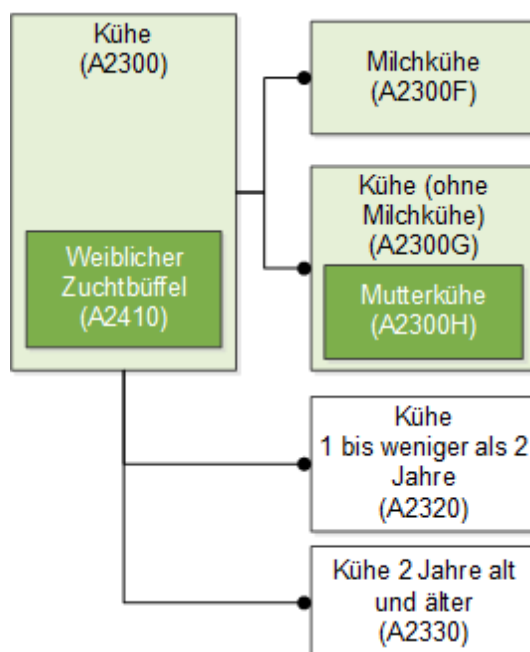 Kühe
(A2300)
Weiblicher
Zuchtbüffel
(A2410)
Milchkühe
(A2300F)
Kühe (ohne
Milchkühe)
(A2300G)
Mutterkühe
(A2300H)
Kühe
1 bis weniger als 2
Jahre
(A2320)
Kühe 2 Jahre alt
und älter
(A2330)